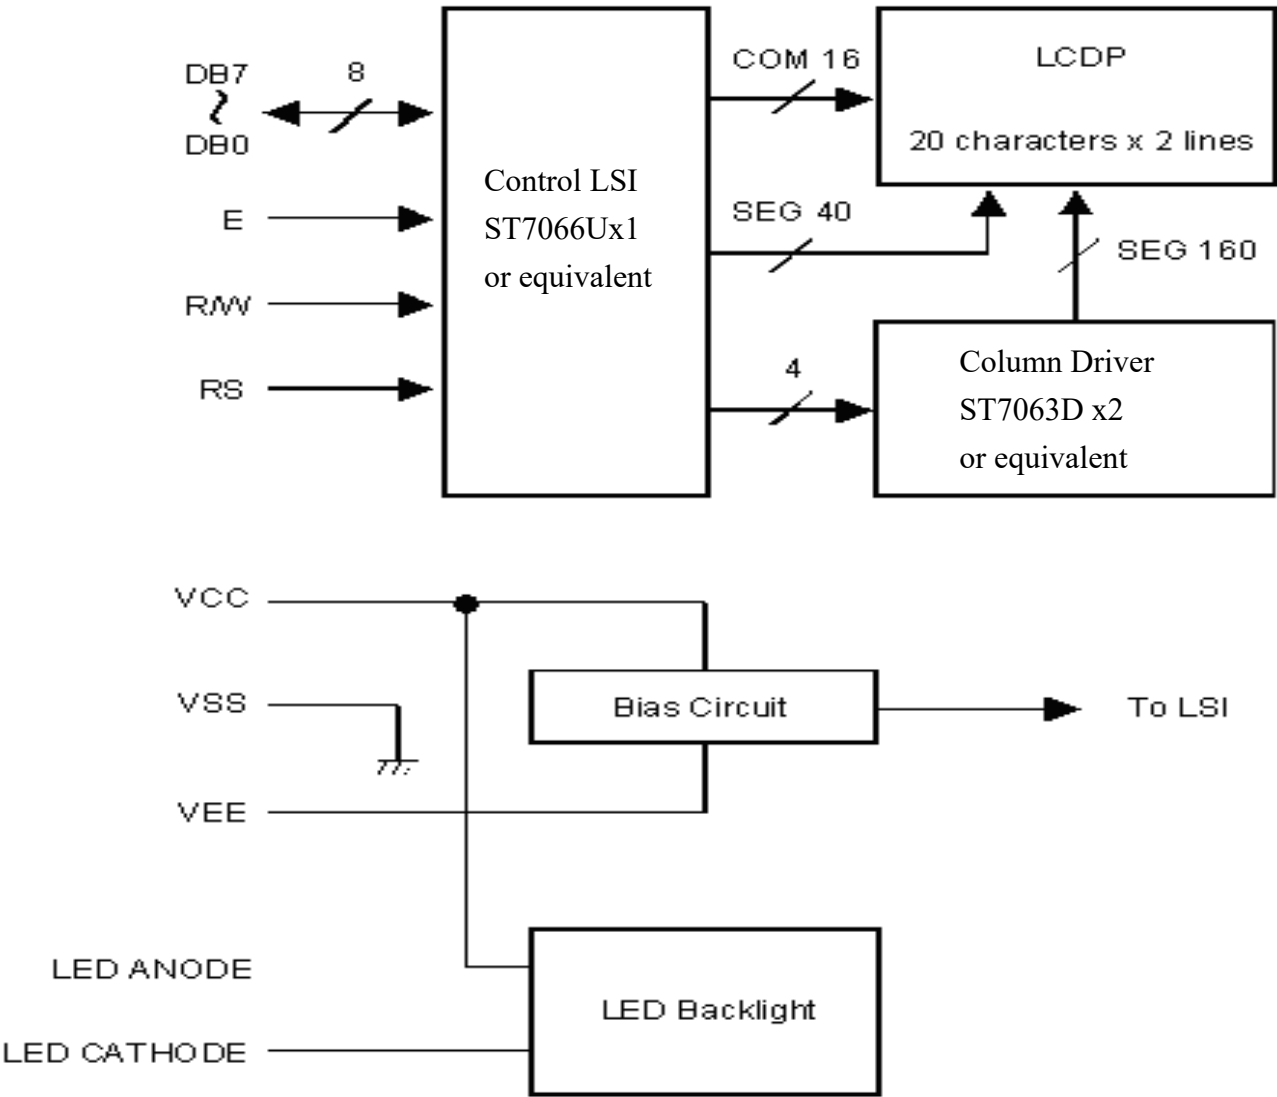 DB7
8
DB0
E
R/W
RS
Control LSI
ST7066Ux1
or equivalent
COM 16
SEG 40
4
LCDP
20 characters x 2 lines
SEG 160
Column Driver
ST7063D x2
or equivalent
VCC
VSS
VEE
Bias Circuit
To LSI
LED ANODE
LED CATHODE
LED Backlight